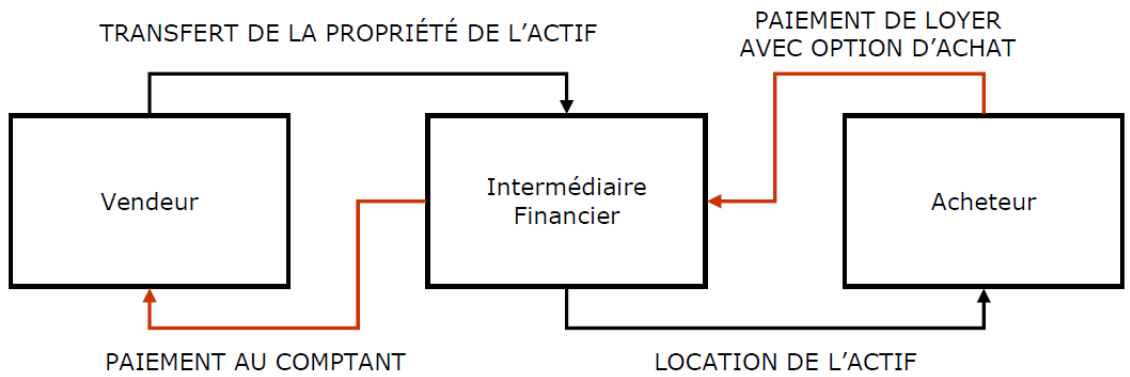 PAIEMENT DE LOYER
AVEC OPTION D'ACHAT
TRANSFERT DE LA PROPRIÉTÉ DE L'ACTIF
Vendeur
Intermédiaire
Financier
Acheteur
PAIEMENT AU COMPTANT
LOCATION DE L'ACTIF